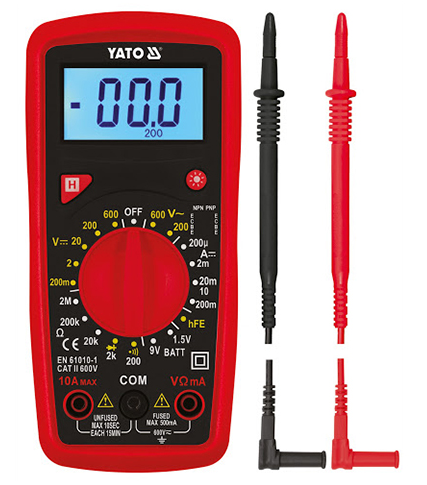 YATO
-00.0
200
H
NPN PNP
E E
C C
B B
E E
600 OFF 600 V~
200 200
V⎓ 20 200µ
A⎓
2 2m
200m 20m
10
2M 200m
200k hFE
Ω 20k 1.5V
2k 200 9V BATT
CE
EN 61010-1
CAT II 600V
10A MAX COM VΩmA
UNFUSED FUSED
MAX 10SEC MAX 500mA
EACH 15MIN 600V⎓